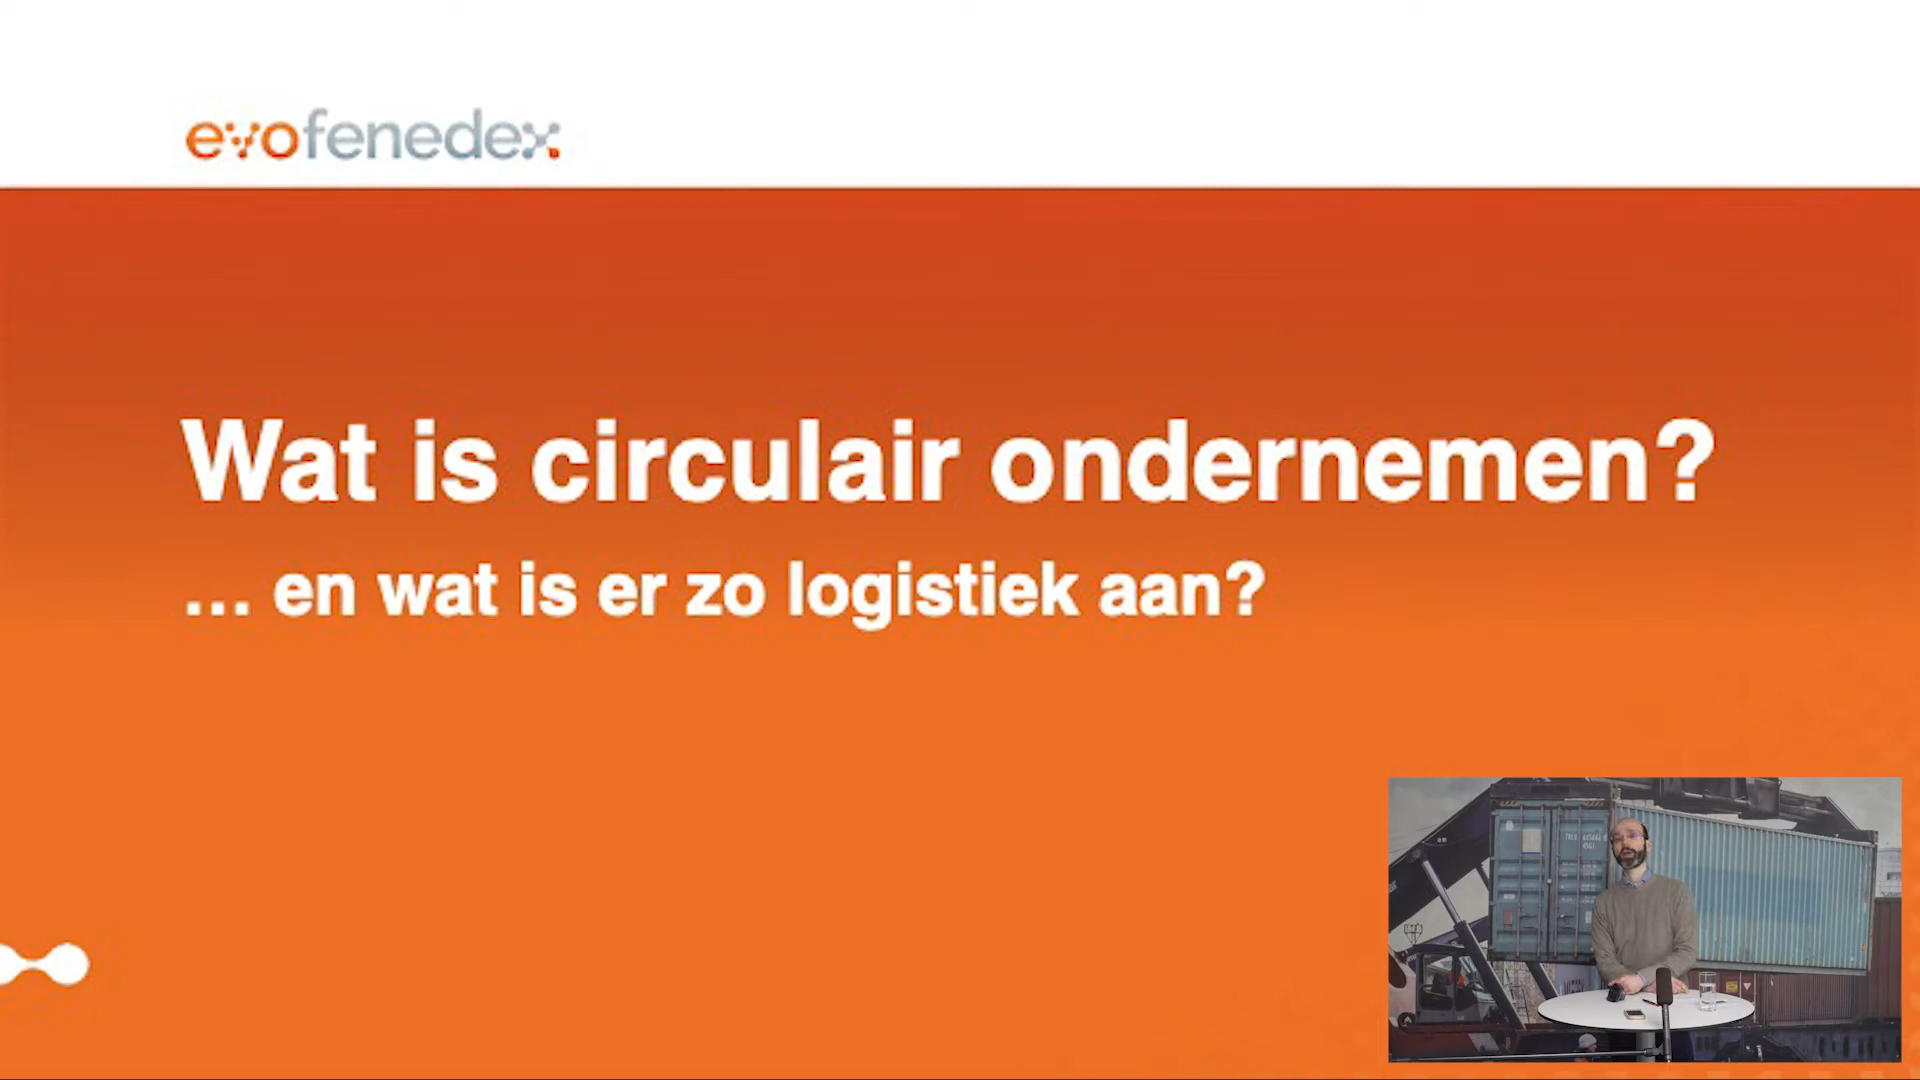 evofenedex
Wat is circulair ondernemen?
... en wat is er zo logistiek aan?